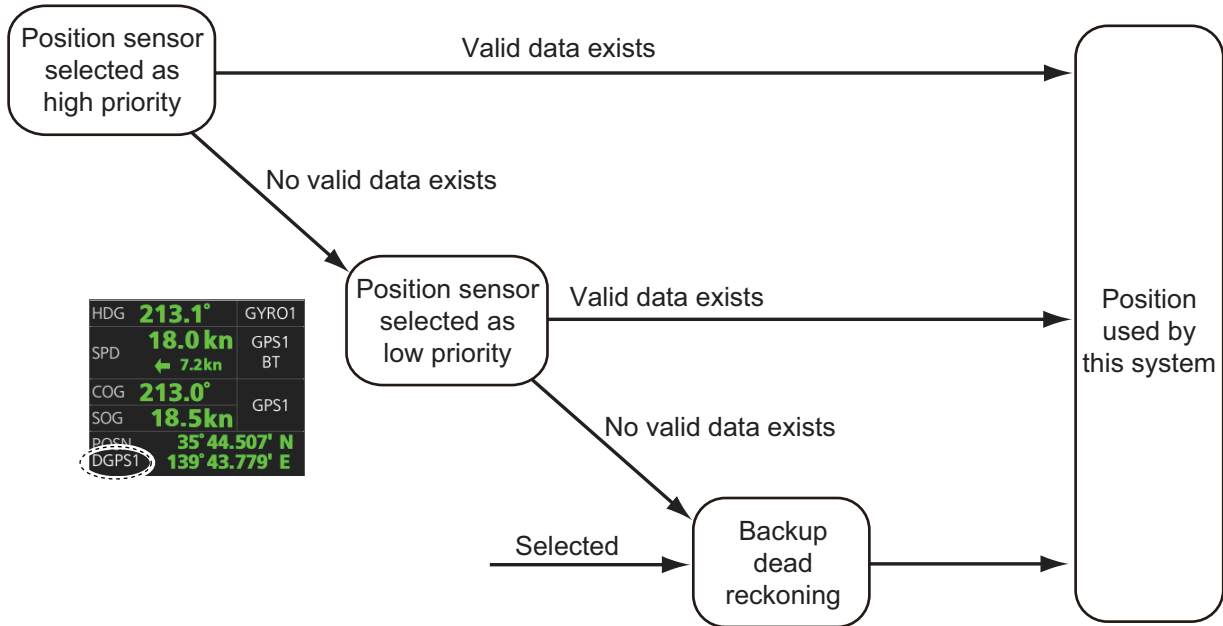 Position sensor
selected as
high priority
Valid data exists
No valid data exists
Position sensor
selected as
low priority
Valid data exists
Position
used by
this system
HDG 213.1° GYRO1
SPD 18.0 kn GPS1
7.2kn BT
COG 213.0°
GPS1
SOG 18.5kn
POSN 35° 44.507' N
DGPS1 139° 43.779' E
No valid data exists
Selected
Backup
dead
reckoning